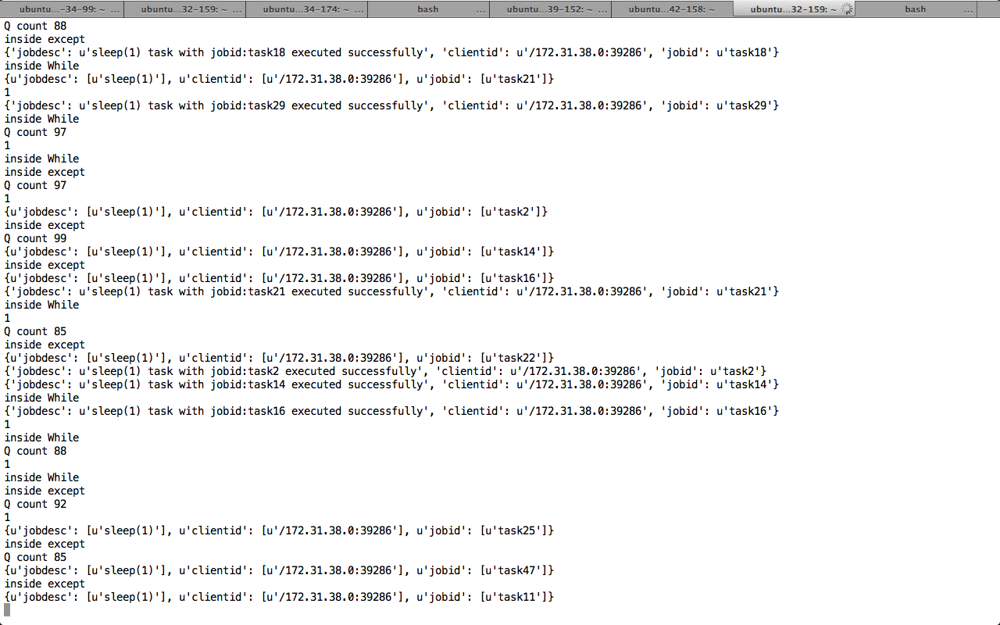 ubuntu...-34-99: ~ ... ubuntu...32-159: ~ ... ubuntu...34-174: ~ ... bash ... ubuntu...39-152: ~ ... ubuntu...42-158: ~ ubuntu...32-159: ~ bash ...
Q count 88
inside except
{'jobdesc': u'sleep(1) task with jobid:task18 executed successfully', 'clientid': u'/172.31.38.0:39286', 'jobid': u'task18'}
inside While
{u'jobdesc': [u'sleep(1)'], u'clientid': [u'/172.31.38.0:39286'], u'jobid': [u'task21']}
1
{'jobdesc': u'sleep(1) task with jobid:task29 executed successfully', 'clientid': u'/172.31.38.0:39286', 'jobid': u'task29'}
inside While
Q count 97
1
inside While
inside except
Q count 97
1
{u'jobdesc': [u'sleep(1)'], u'clientid': [u'/172.31.38.0:39286'], u'jobid': [u'task2']}
inside except
Q count 99
{u'jobdesc': [u'sleep(1)'], u'clientid': [u'/172.31.38.0:39286'], u'jobid': [u'task14']}
inside except
{u'jobdesc': [u'sleep(1)'], u'clientid': [u'/172.31.38.0:39286'], u'jobid': [u'task16']}
{'jobdesc': u'sleep(1) task with jobid:task21 executed successfully', 'clientid': u'/172.31.38.0:39286', 'jobid': u'task21'}
inside While
1
Q count 85
inside except
{u'jobdesc': [u'sleep(1)'], u'clientid': [u'/172.31.38.0:39286'], u'jobid': [u'task22']}
{'jobdesc': u'sleep(1) task with jobid:task2 executed successfully', 'clientid': u'/172.31.38.0:39286', 'jobid': u'task2'}
{'jobdesc': u'sleep(1) task with jobid:task14 executed successfully', 'clientid': u'/172.31.38.0:39286', 'jobid': u'task14'}
inside While
{'jobdesc': u'sleep(1) task with jobid:task16 executed successfully', 'clientid': u'/172.31.38.0:39286', 'jobid': u'task16'}
1
inside While
Q count 88
1
inside While
inside except
Q count 92
1
{u'jobdesc': [u'sleep(1)'], u'clientid': [u'/172.31.38.0:39286'], u'jobid': [u'task25']}
inside except
Q count 85
{u'jobdesc': [u'sleep(1)'], u'clientid': [u'/172.31.38.0:39286'], u'jobid': [u'task47']}
inside except
{u'jobdesc': [u'sleep(1)'], u'clientid': [u'/172.31.38.0:39286'], u'jobid': [u'task11']}